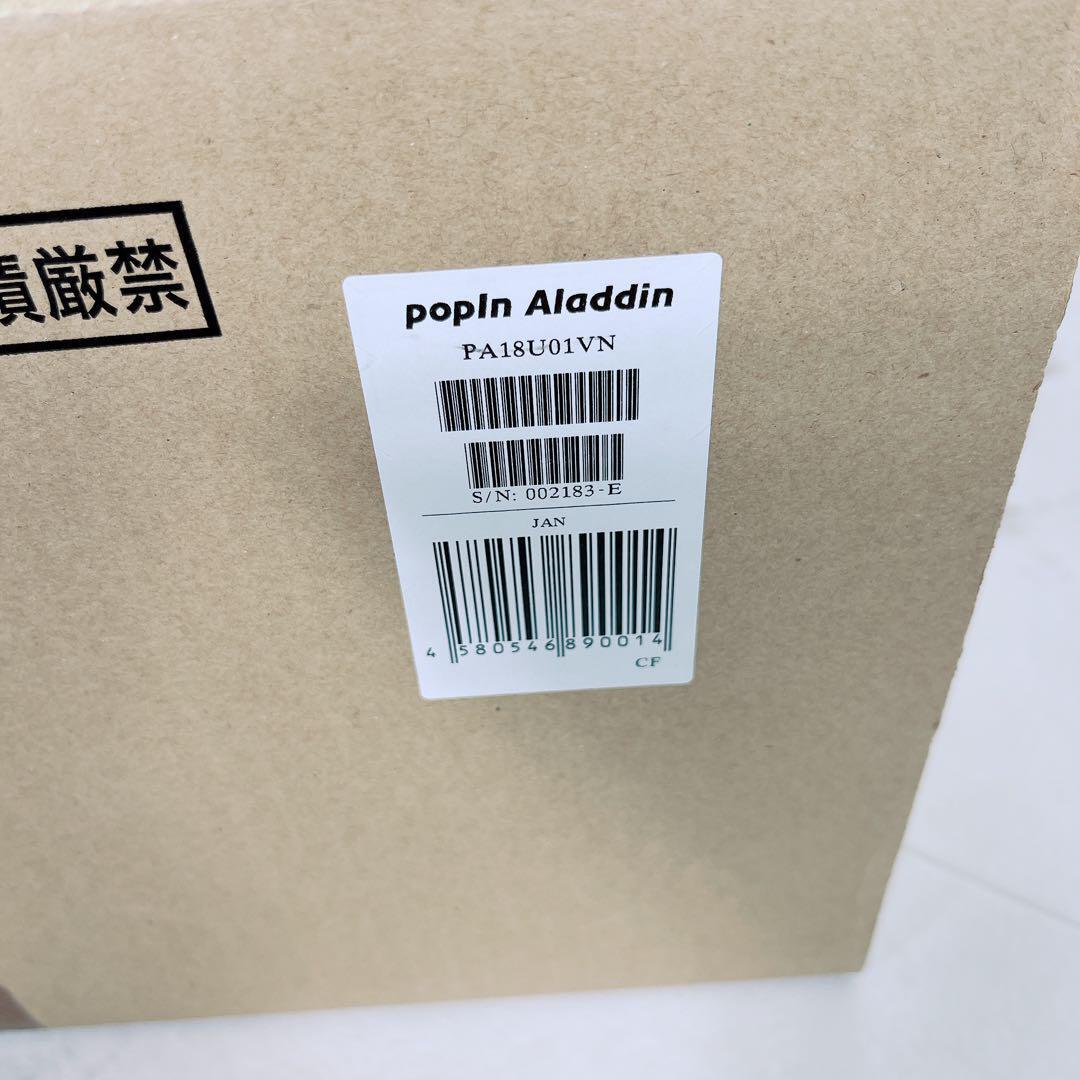 積厳禁
popIn Aladdin
PA18U01VN
S/N: 002183-E
JAN
4 580546 890014
CF